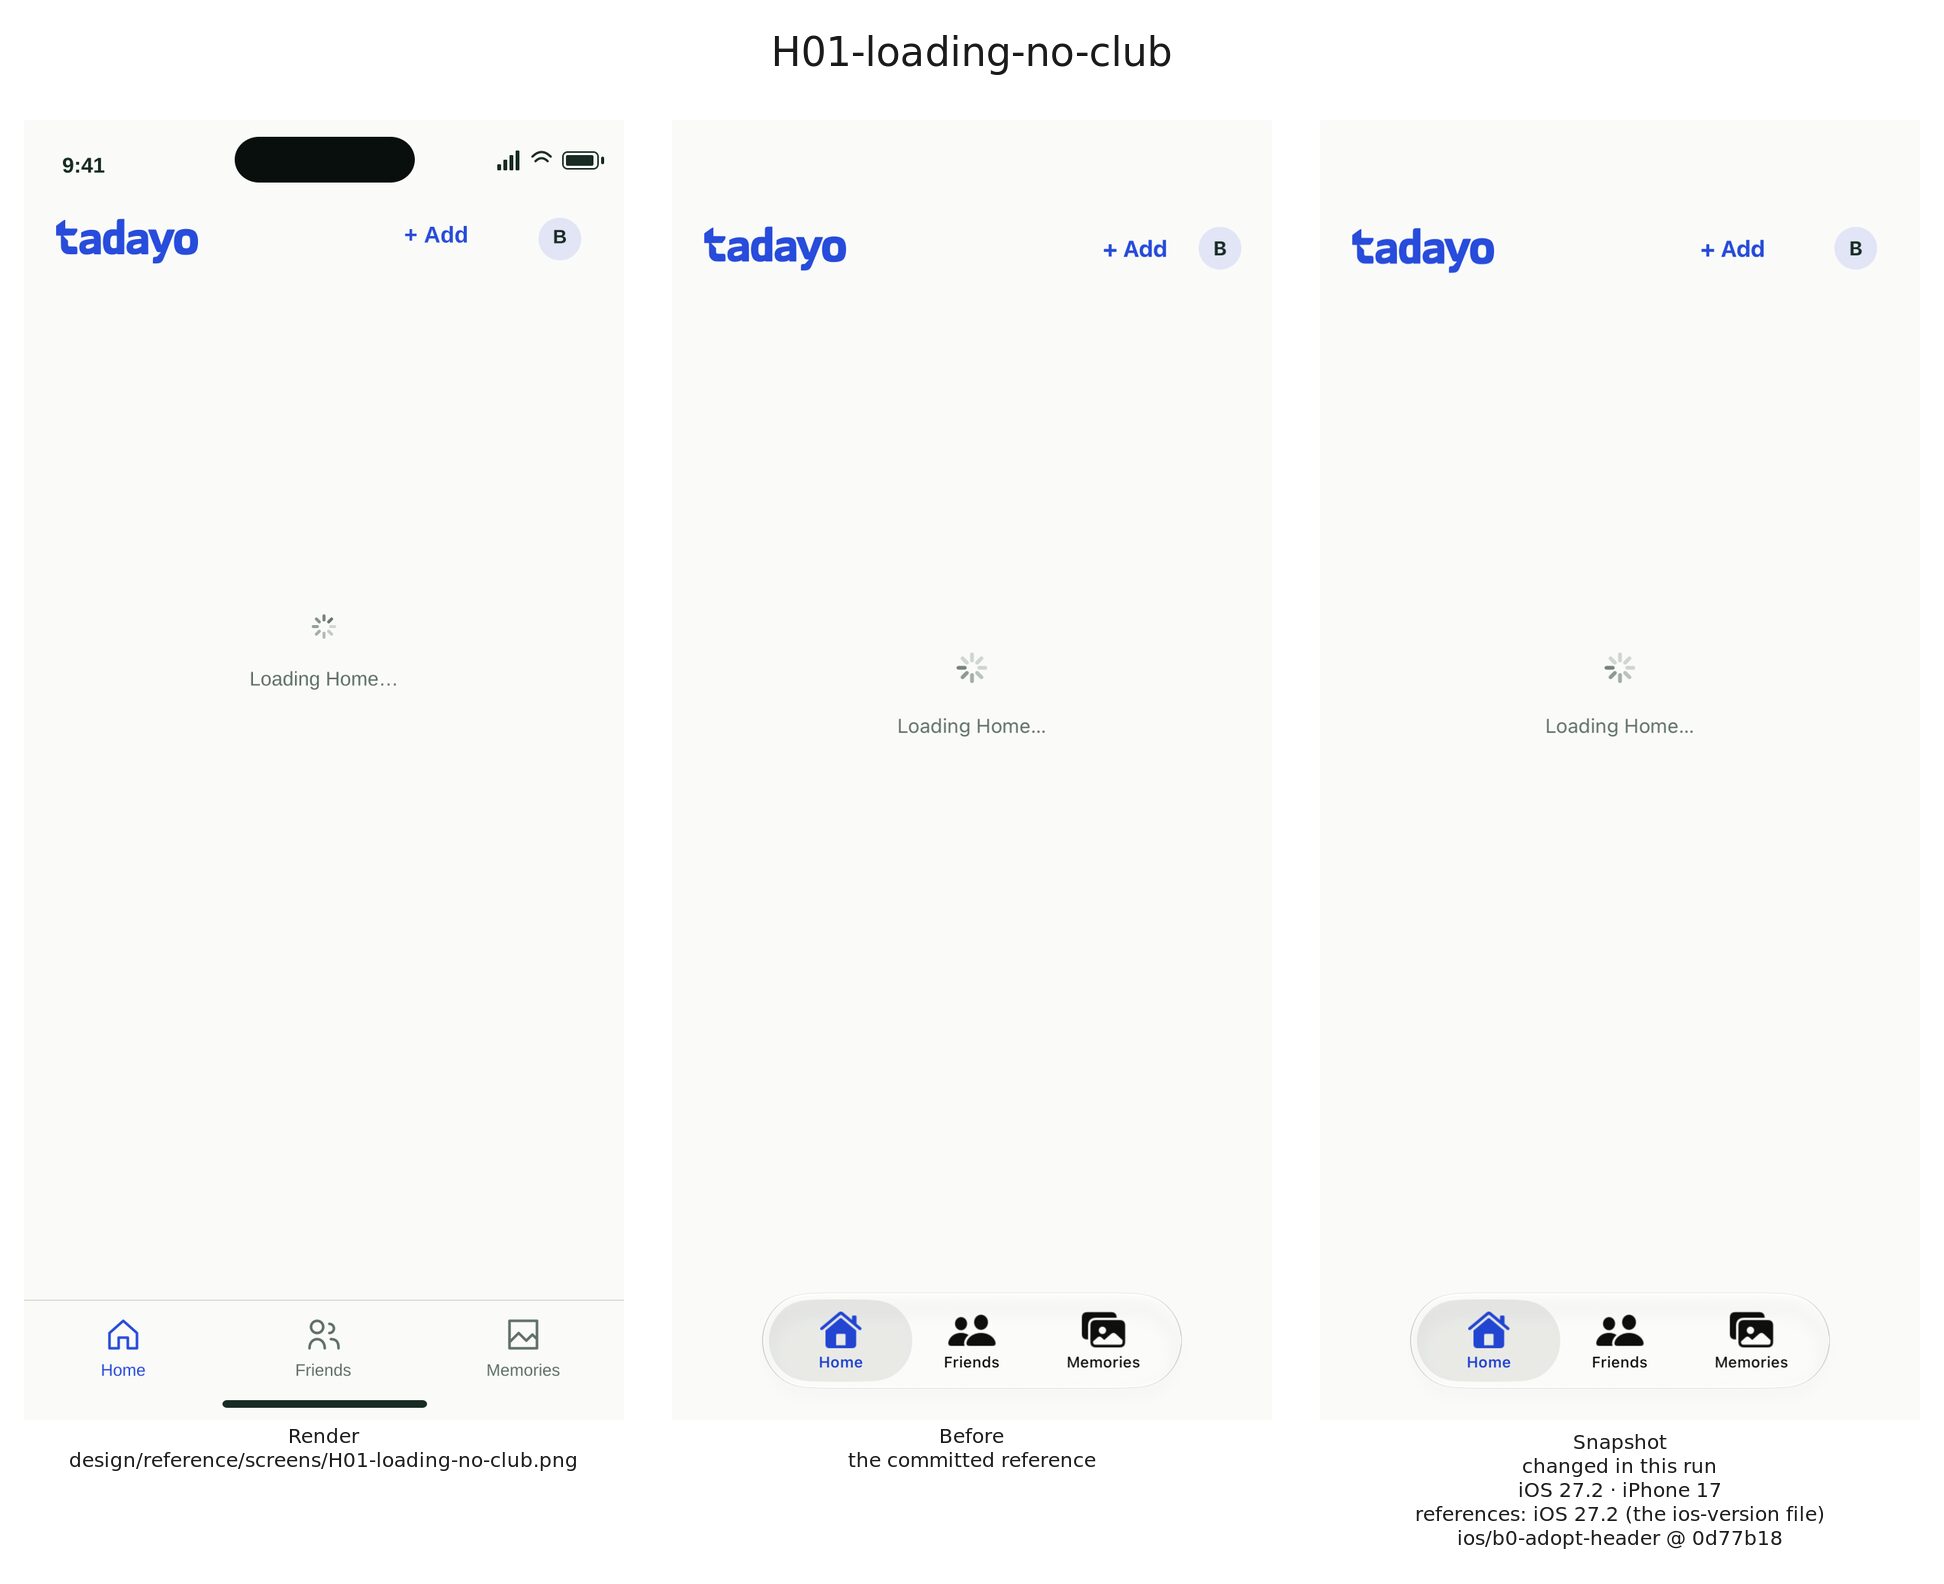 H01-loading-no-club
9:41
tadayo
+ Add
B
Loading Home…
Home
Friends
Memories
Render
design/reference/screens/H01-loading-no-club.png
tadayo
+ Add
B
Loading Home...
Home
Friends
Memories
Before
the committed reference
tadayo
+ Add
B
Loading Home...
Home
Friends
Memories
Snapshot
changed in this run
iOS 27.2 · iPhone 17
references: iOS 27.2 (the ios-version file)
ios/b0-adopt-header @ 0d77b18